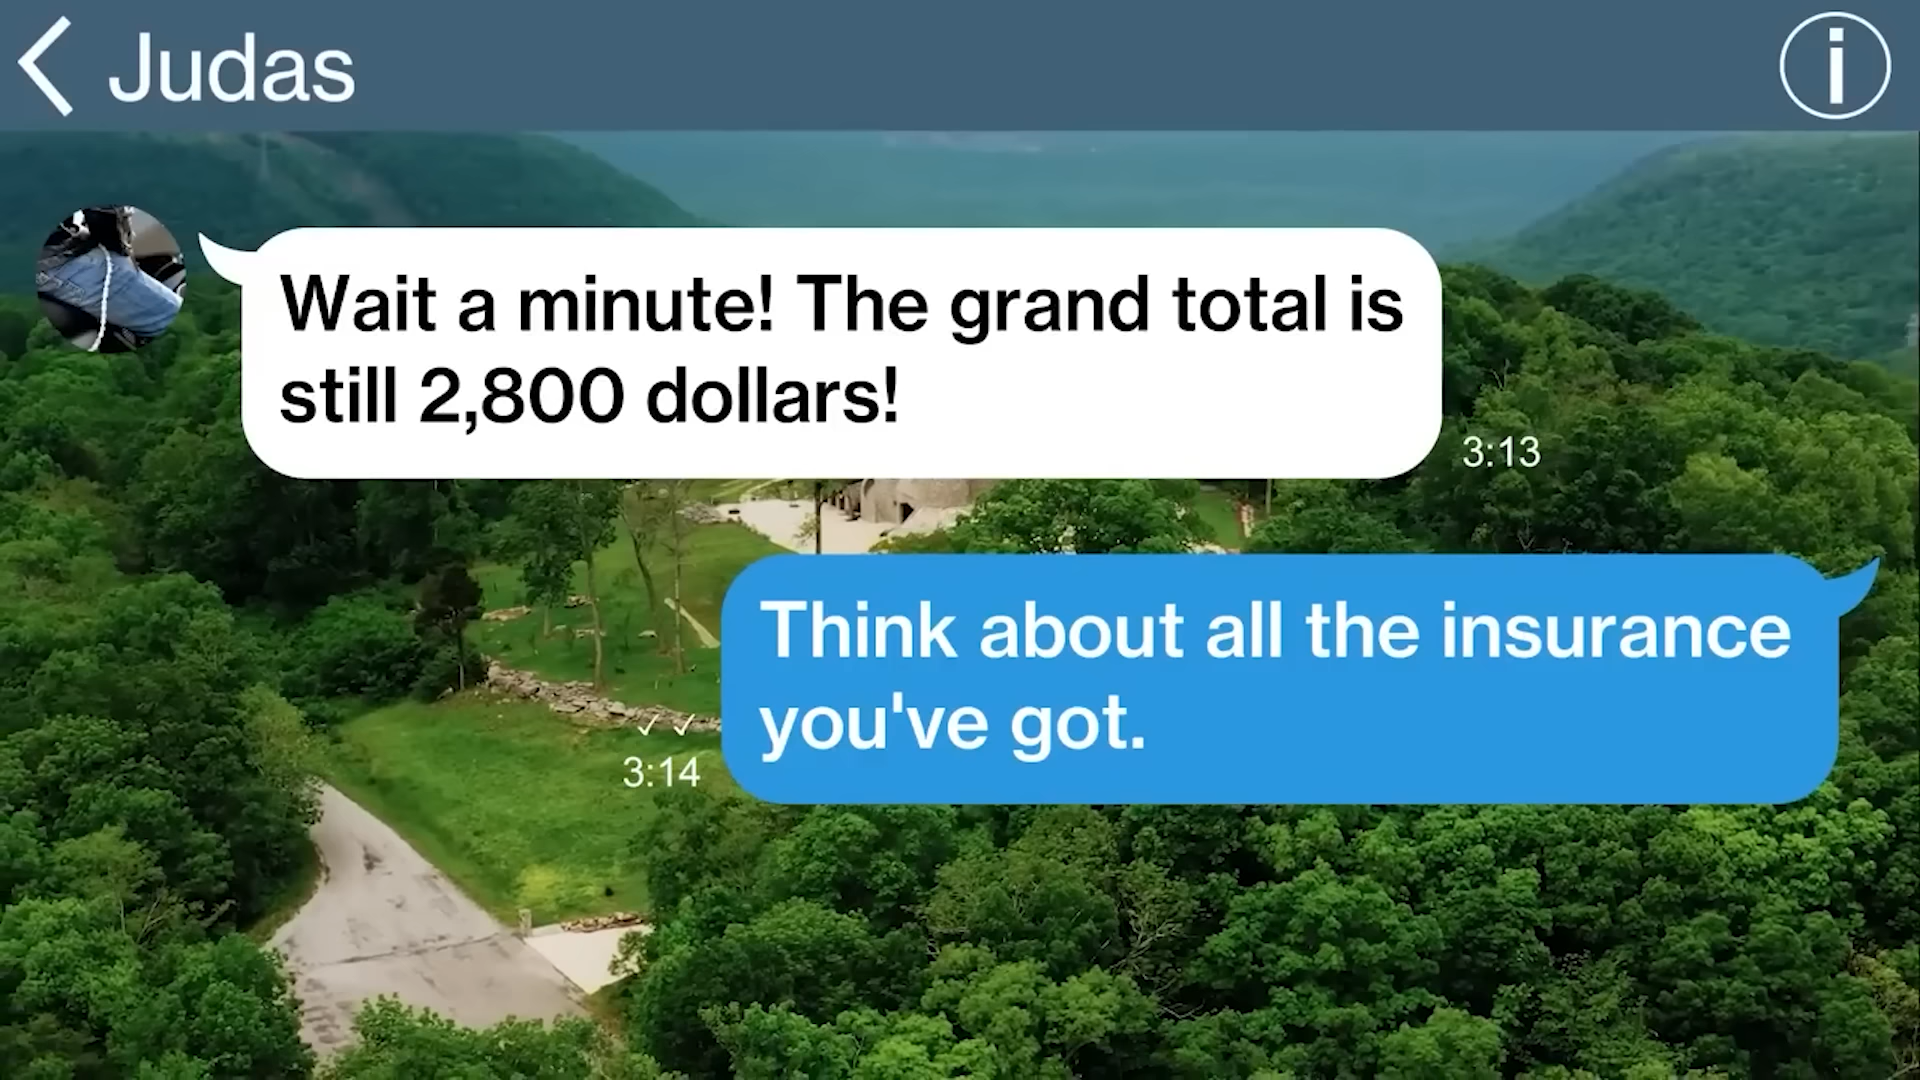 Judas
Wait a minute! The grand total is
still 2,800 dollars!
3:13
Think about all the insurance
you've got.
3:14